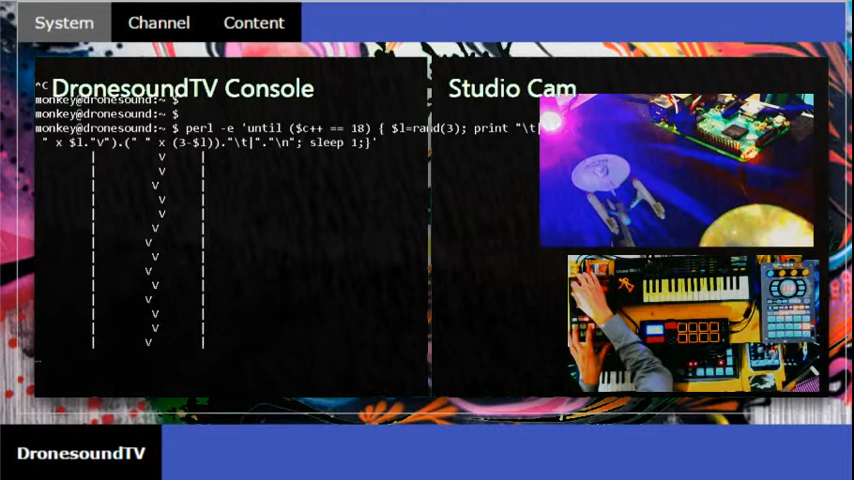 System Channel Content
DronesoundTV Console
Studio Cam
^C
monkey@dronesound:~ $
monkey@dronesound:~ $
monkey@dronesound:~ $ perl -e 'until ($c++ == 18) { $l=rand(3); print "\t|
" x $l."v").(" " x (3-$l))."\t|"."\n"; sleep 1;}'
| v |
| v |
| v |
| v |
| v |
| v |
| v |
| v |
| v |
| v |
| v |
| v |
| v |
| v |
DronesoundTV